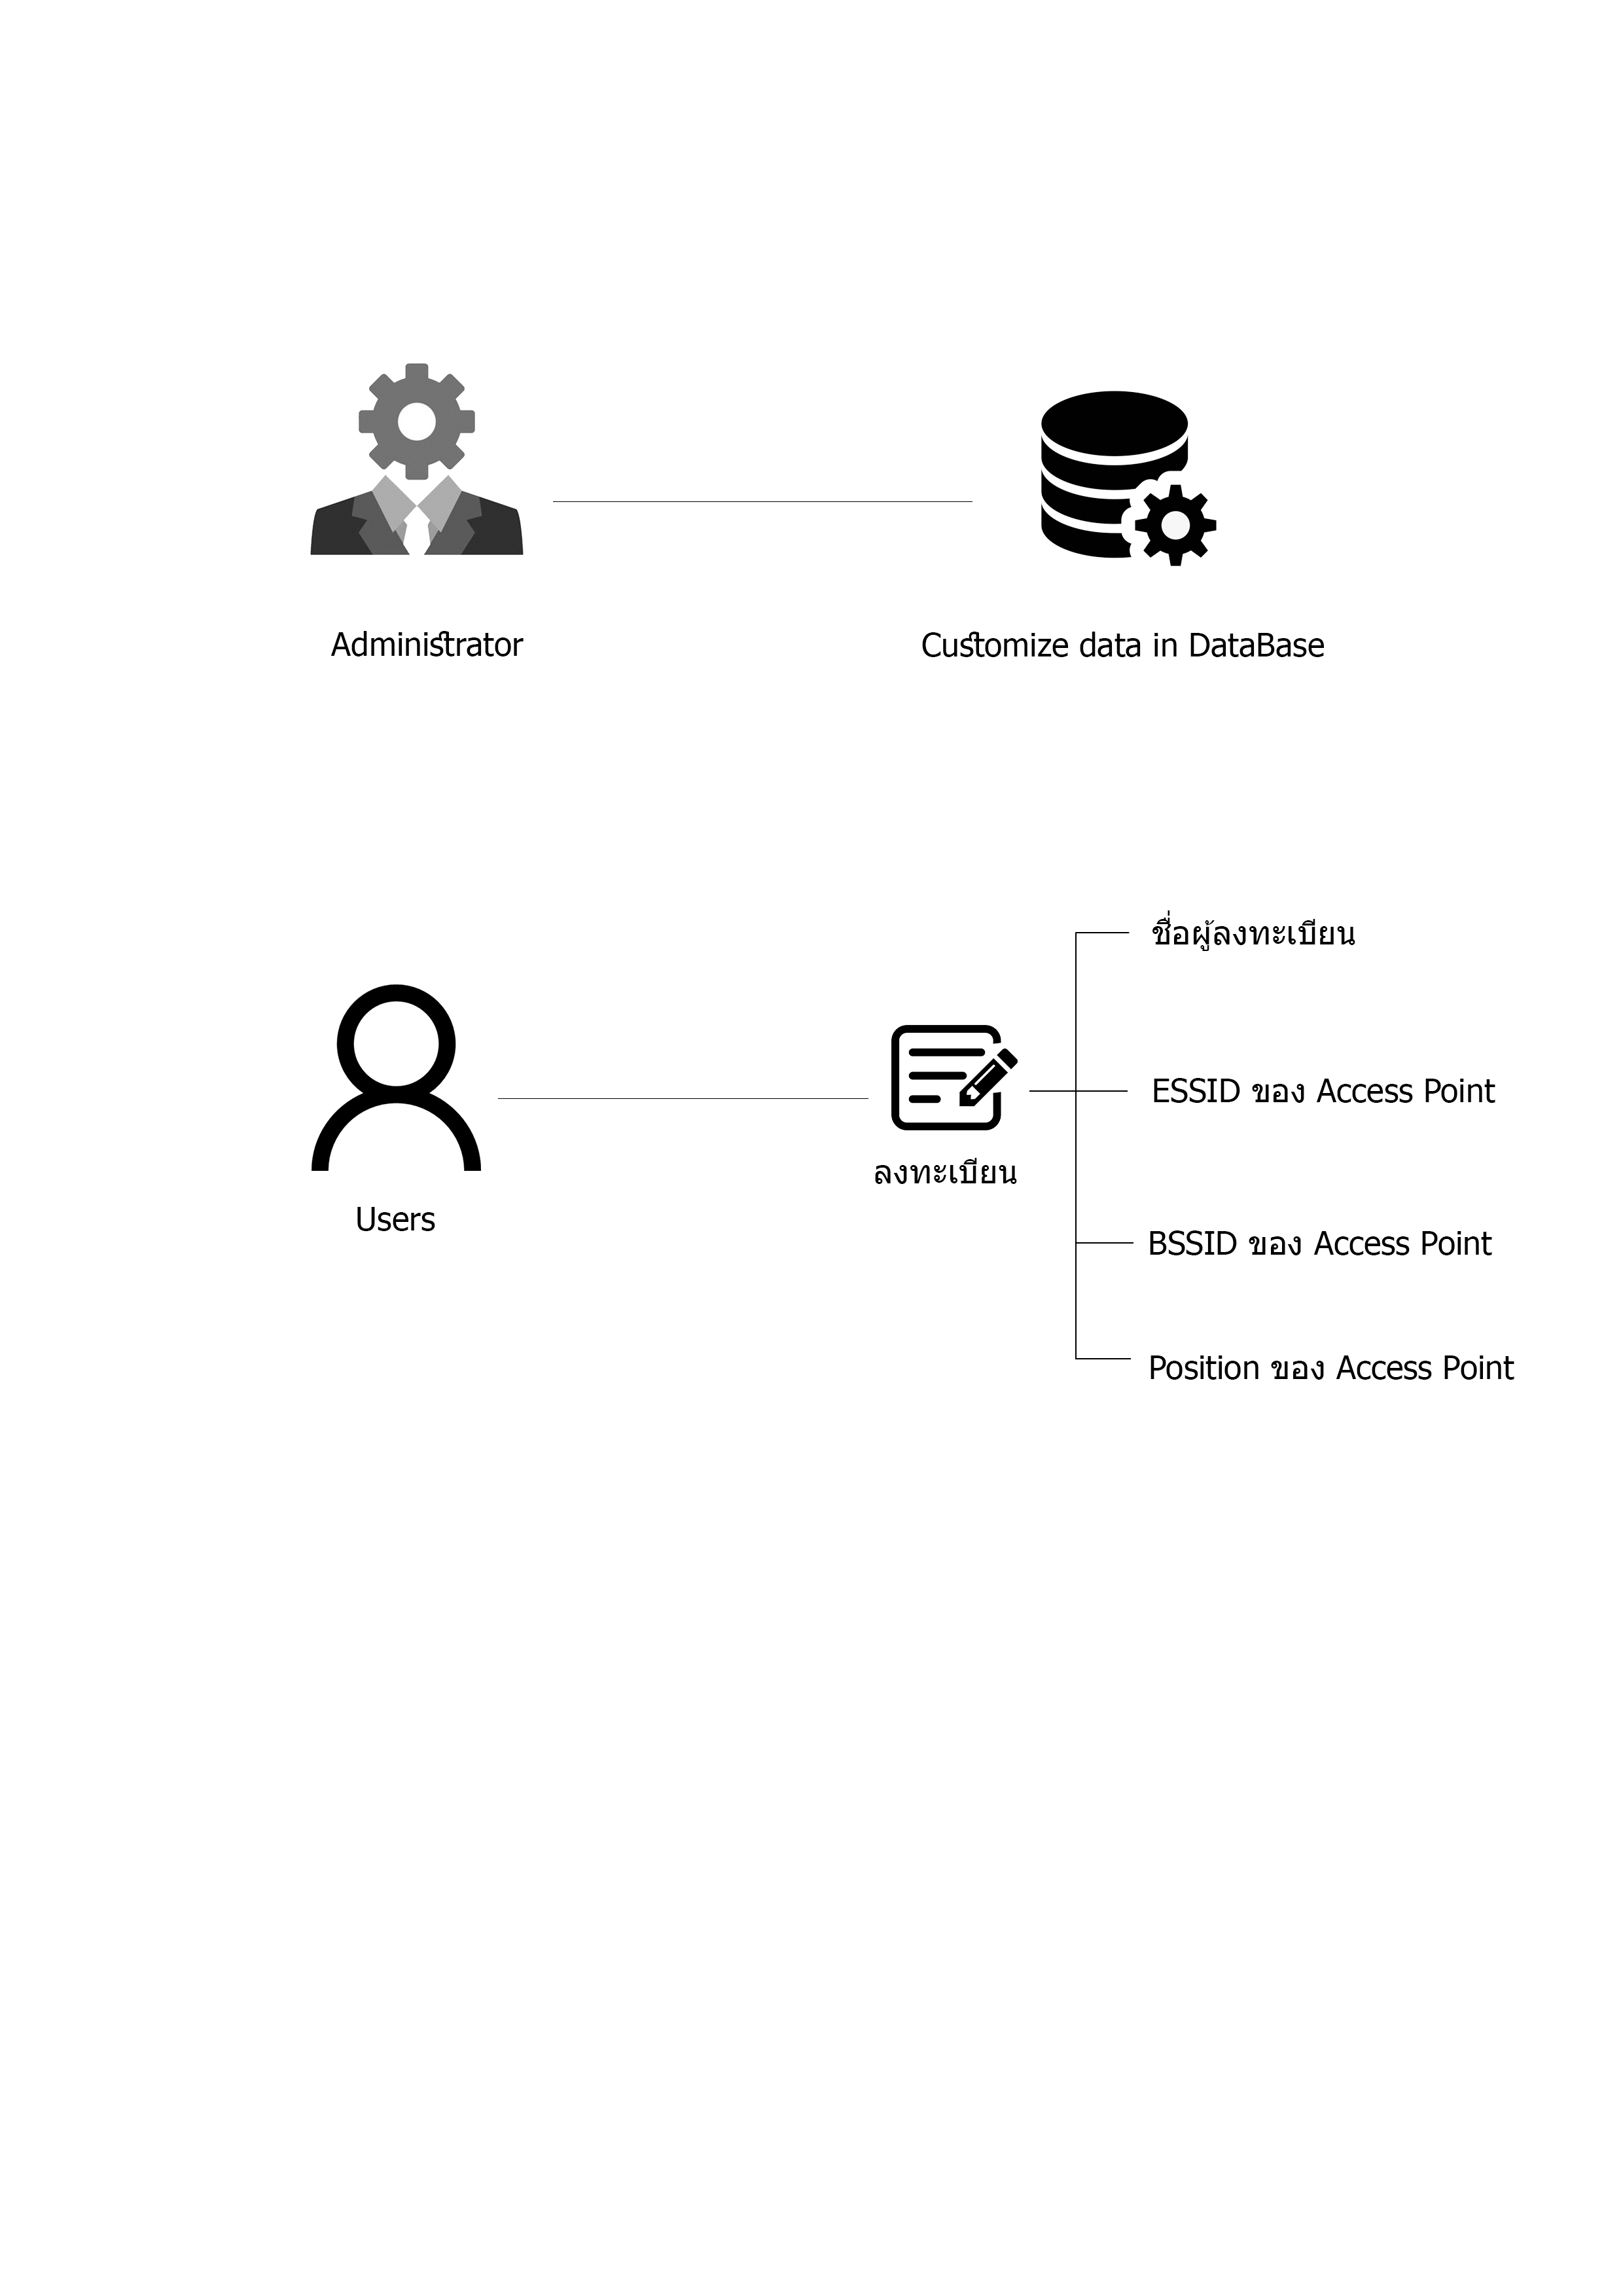 Administrator
Customize data in DataBase
ชื่อผู้ลงทะเบียน
ESSID ของ Access Point
ลงทะเบียน
Users
BSSID ของ Access Point
Position ของ Access Point